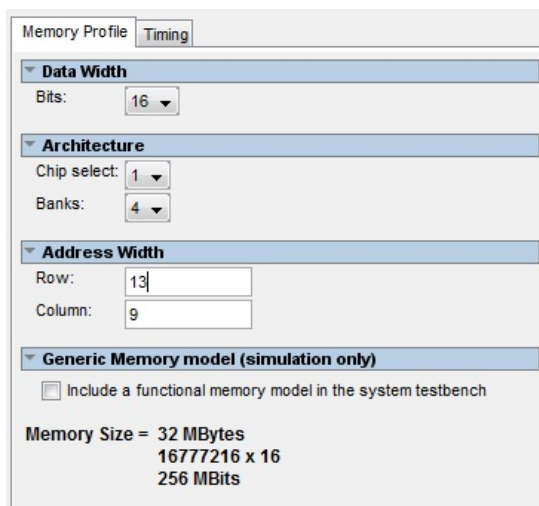 Memory Profile Timing
Data Width
Bits: 16
Architecture
Chip select: 1
Banks: 4
Address Width
Row: 13
Column: 9
Generic Memory model (simulation only)
Include a functional memory model in the system testbench
Memory Size = 32 MBytes
16777216 x 16
256 MBits